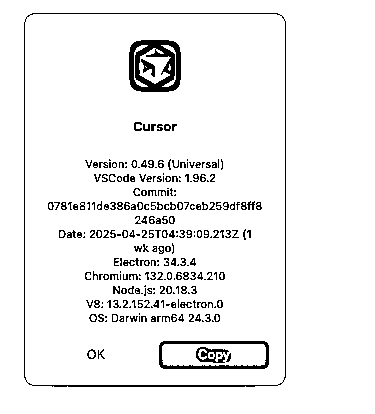 Cursor
Version: 0.49.6 (Universal)
VSCode Version: 1.96.2
Commit:
0781e811de386a0c5bcb07ceb259df8ff8
246a50
Date: 2025-04-25T04:39:09.213Z (1
wk ago)
Electron: 34.3.4
Chromium: 132.0.6834.210
Node.js: 20.18.3
V8: 13.2.152.41-electron.0
OS: Darwin arm64 24.3.0
OK
Copy